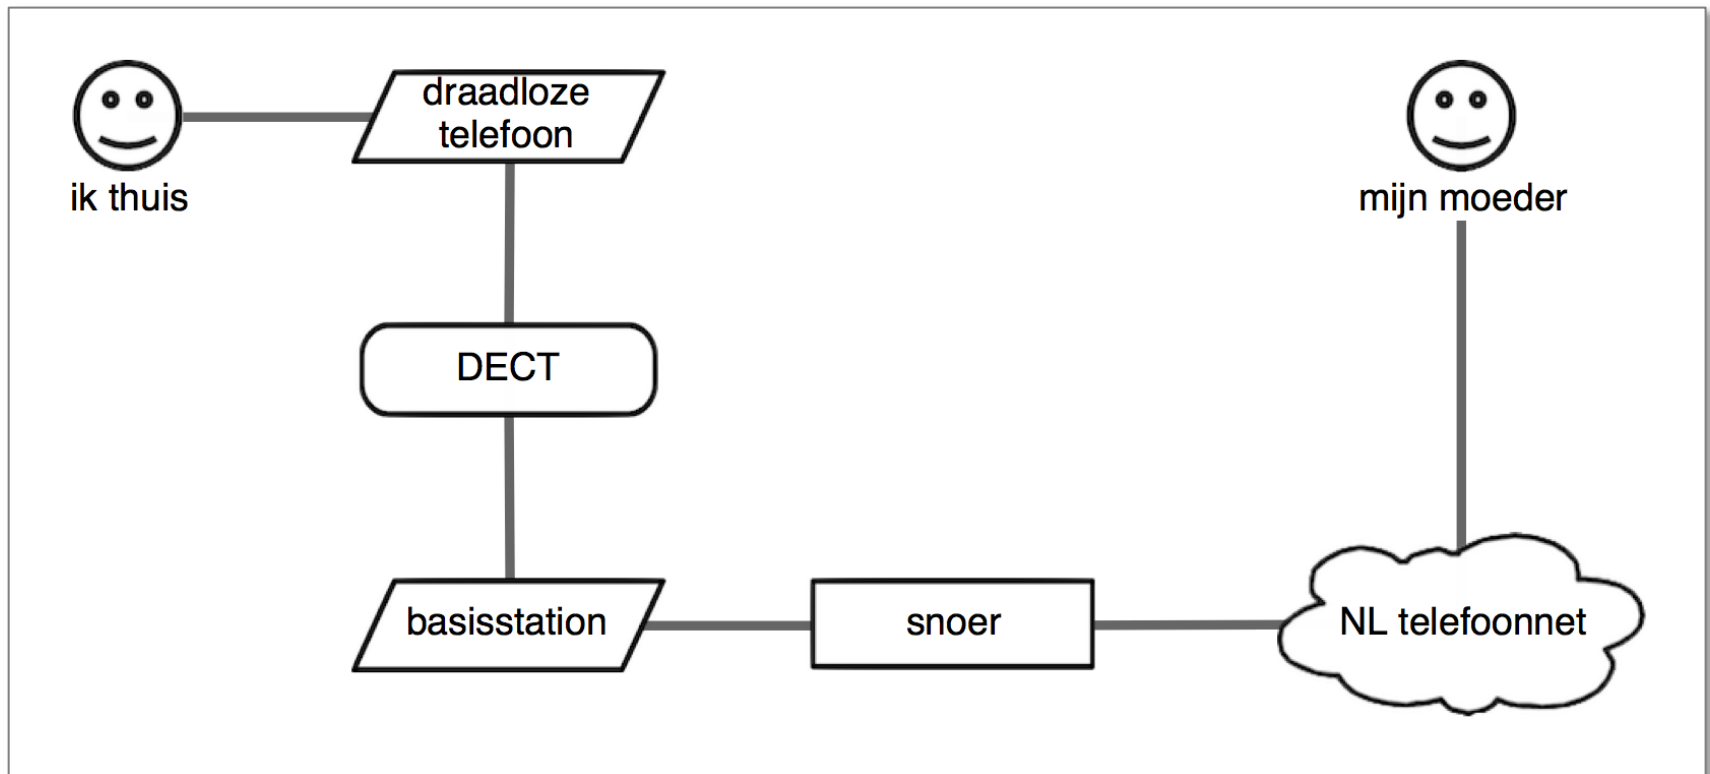 draadloze
telefoon
ik thuis
mijn moeder
DECT
basisstation
snoer
NL telefoonnet